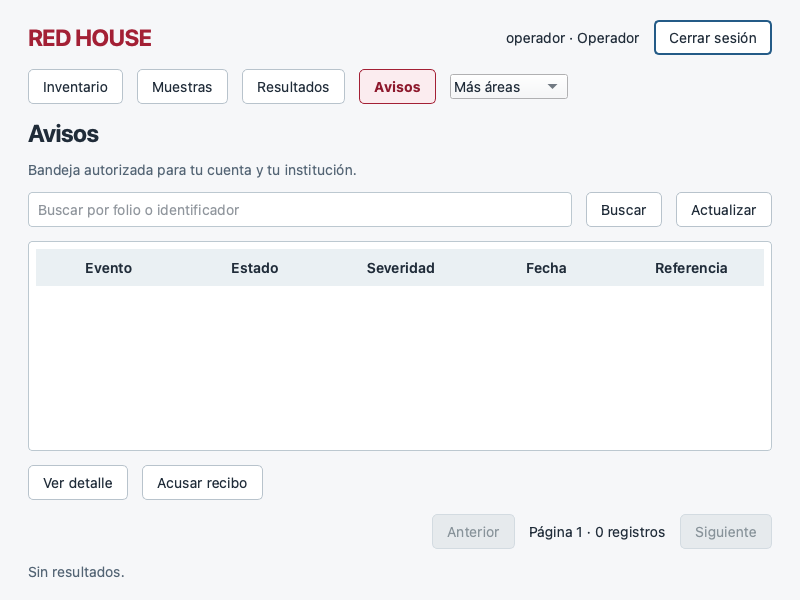 RED HOUSE
operador · Operador
Cerrar sesión
Inventario
Muestras
Resultados
Avisos
Más áreas
Avisos
Bandeja autorizada para tu cuenta y tu institución.
Buscar por folio o identificador
Buscar
Actualizar
Evento Estado Severidad Fecha Referencia
Ver detalle
Acusar recibo
Anterior
Página 1 · 0 registros
Siguiente
Sin resultados.